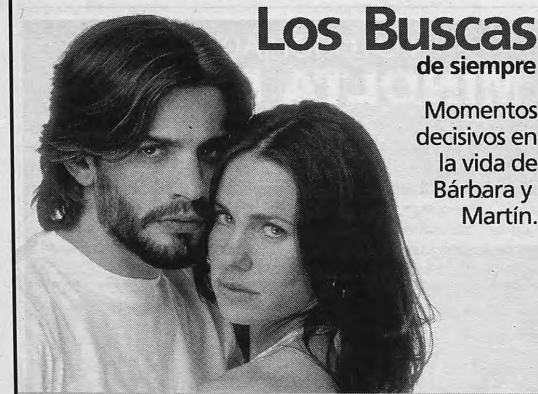 Los Buscas
de siempre
Momentos
decisivos en
la vida de
Bárbara y
Martín.